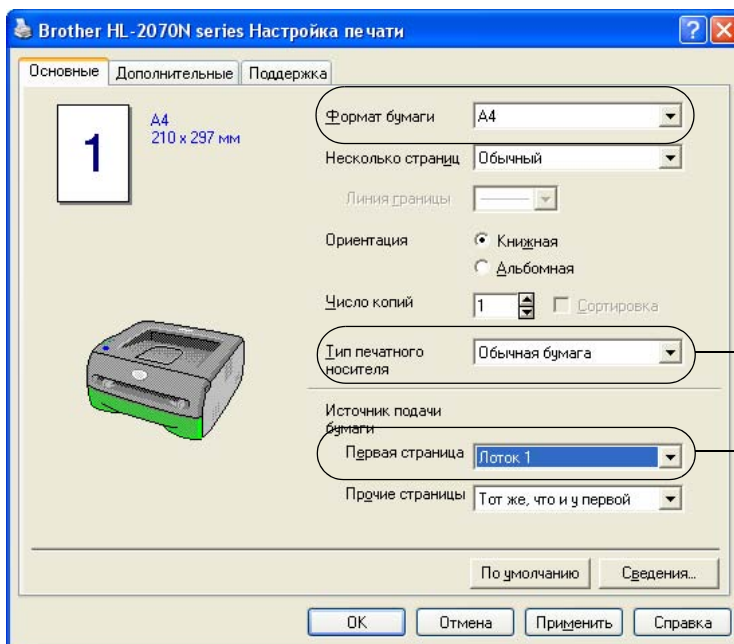 Brother HL-2070N series Настройка печати
Основные Дополнительные Поддержка
1
A4
210 x 297 мм
Формат бумаги A4
Несколько страниц Обычный
Линия границы
Ориентация Книжная
Альбомная
Число копий 1 Сортировка
Тип печатного носителя Обычная бумага
Источник подачи бумаги
Первая страница Лоток 1
Прочие страницы Тот же, что и у первой
По умолчанию Сведения...
OK Отмена Применить Справка